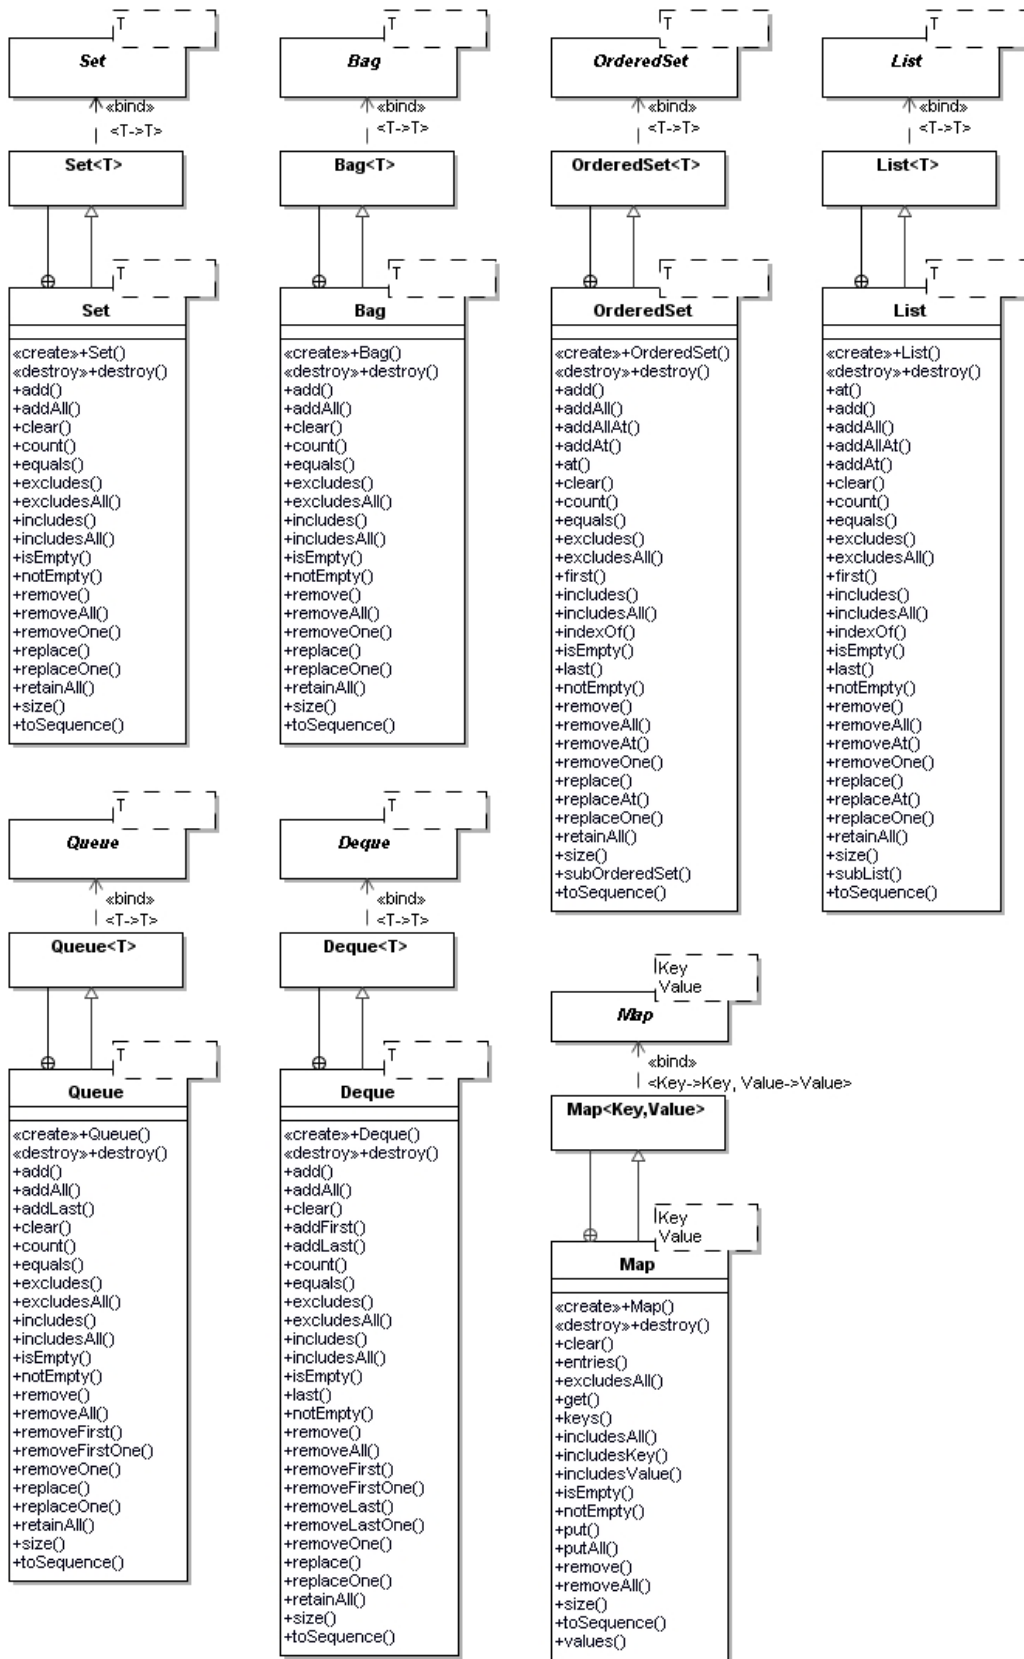 T
Set
«bind»
<T->T>
Set<T>
T
Set
«create»+Set()
«destroy»+destroy()
+add()
+addAll()
+clear()
+count()
+equals()
+excludes()
+excludesAll()
+includes()
+includesAll()
+isEmpty()
+notEmpty()
+remove()
+removeAll()
+removeOne()
+replace()
+replaceOne()
+retainAll()
+size()
+toSequence()
T
Bag
«bind»
<T->T>
Bag<T>
T
Bag
«create»+Bag()
«destroy»+destroy()
+add()
+addAll()
+clear()
+count()
+equals()
+excludes()
+excludesAll()
+includes()
+includesAll()
+isEmpty()
+notEmpty()
+remove()
+removeAll()
+removeOne()
+replace()
+replaceOne()
+retainAll()
+size()
+toSequence()
T
OrderedSet
«bind»
<T->T>
OrderedSet<T>
T
OrderedSet
«create»+OrderedSet()
«destroy»+destroy()
+add()
+addAll()
+addAllAt()
+addAt()
+at()
+clear()
+count()
+equals()
+excludes()
+excludesAll()
+first()
+includes()
+includesAll()
+indexOf()
+isEmpty()
+last()
+notEmpty()
+remove()
+removeAll()
+removeAt()
+removeOne()
+replace()
+replaceAt()
+replaceOne()
+retainAll()
+size()
+subOrderedSet()
+toSequence()
T
List
«bind»
<T->T>
List<T>
T
List
«create»+List()
«destroy»+destroy()
+at()
+add()
+addAll()
+addAllAt()
+addAt()
+clear()
+count()
+equals()
+excludes()
+excludesAll()
+first()
+includes()
+includesAll()
+indexOf()
+isEmpty()
+last()
+notEmpty()
+remove()
+removeAll()
+removeAt()
+removeOne()
+replace()
+replaceAt()
+replaceOne()
+retainAll()
+size()
+subList()
+toSequence()
T
Queue
«bind»
<T->T>
Queue<T>
T
Queue
«create»+Queue()
«destroy»+destroy()
+add()
+addAll()
+addLast()
+clear()
+count()
+equals()
+excludes()
+excludesAll()
+includes()
+includesAll()
+isEmpty()
+notEmpty()
+remove()
+removeAll()
+removeFirst()
+removeFirstOne()
+removeOne()
+replace()
+replaceOne()
+retainAll()
+size()
+toSequence()
T
Deque
«bind»
<T->T>
Deque<T>
T
Deque
«create»+Deque()
«destroy»+destroy()
+add()
+addAll()
+clear()
+addFirst()
+addLast()
+count()
+equals()
+excludes()
+excludesAll()
+includes()
+includesAll()
+isEmpty()
+last()
+notEmpty()
+remove()
+removeAll()
+removeFirst()
+removeFirstOne()
+removeLast()
+removeLastOne()
+removeOne()
+replace()
+replaceOne()
+retainAll()
+size()
+toSequence()
Key
Value
Map
«bind»
<Key->Key, Value->Value>
Map<Key,Value>
Key
Value
Map
«create»+Map()
«destroy»+destroy()
+clear()
+entries()
+excludesAll()
+get()
+keys()
+includesAll()
+includesKey()
+includesValue()
+isEmpty()
+notEmpty()
+put()
+putAll()
+remove()
+removeAll()
+size()
+toSequence()
+values()